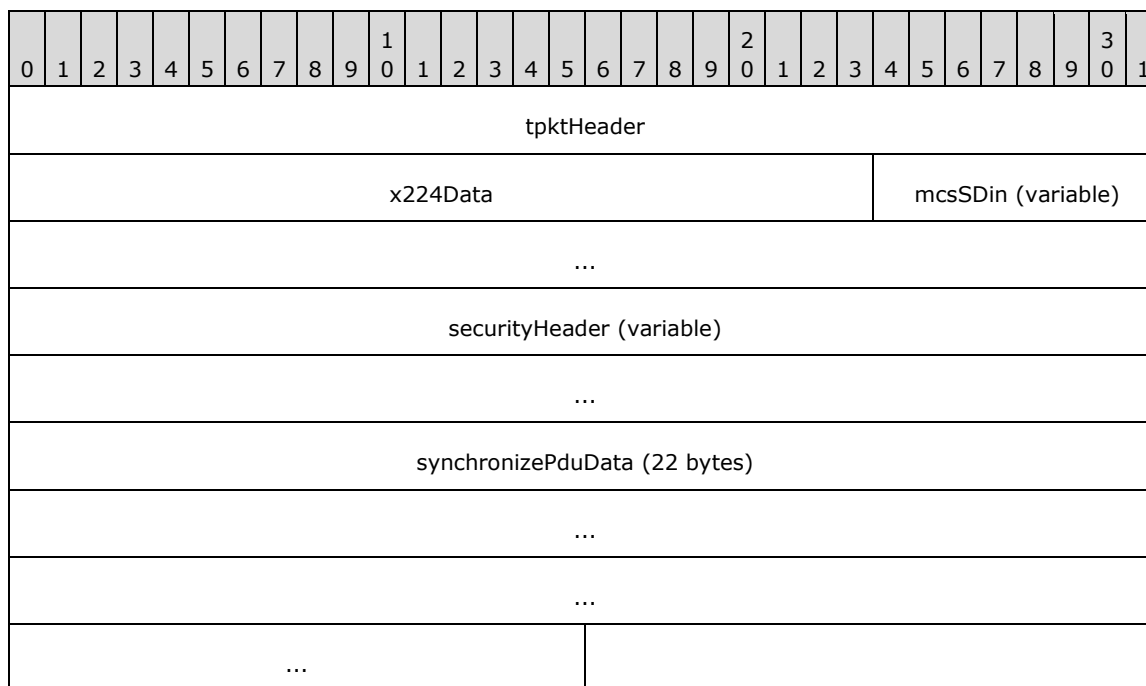 1 2 3
0 1 2 3 4 5 6 7 8 9 0 1 2 3 4 5 6 7 8 9 0 1 2 3 4 5 6 7 8 9 0 1
tpktHeader
x224Data mcsSDin (variable)
...
securityHeader (variable)
...
synchronizePduData (22 bytes)
...
...
...